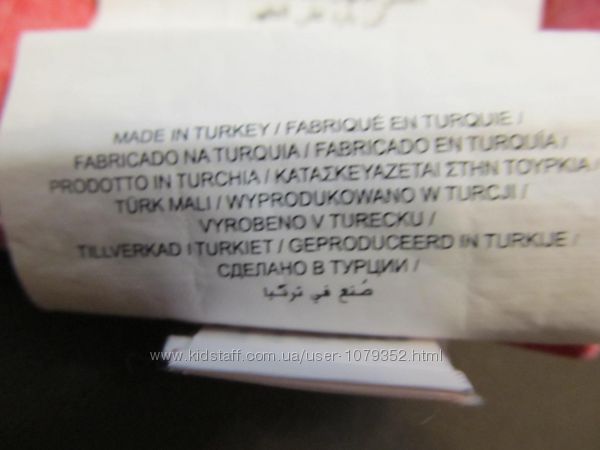 MADE IN TURKEY / FABRIQUÉ EN TURQUIE /
FABRICADO NA TURQUIA / FABRICADO EN TURQUÍA /
PRODOTTO IN TURCHIA / ΚΑΤΑΣΚΕΥΑΖΕΤΑΙ ΣΤΗΝ ΤΟΥΡΚΙΑ /
TÜRK MALI / WYPRODUKOWANO W TURCJI /
VYROBENO V TURECKU /
TILLVERKAD I TURKIET / GEPRODUCEERD IN TURKIJE /
СДЕЛАНО В ТУРЦИИ /
صُنع في تركيا
www.kidstaff.com.ua/user-1079352.html